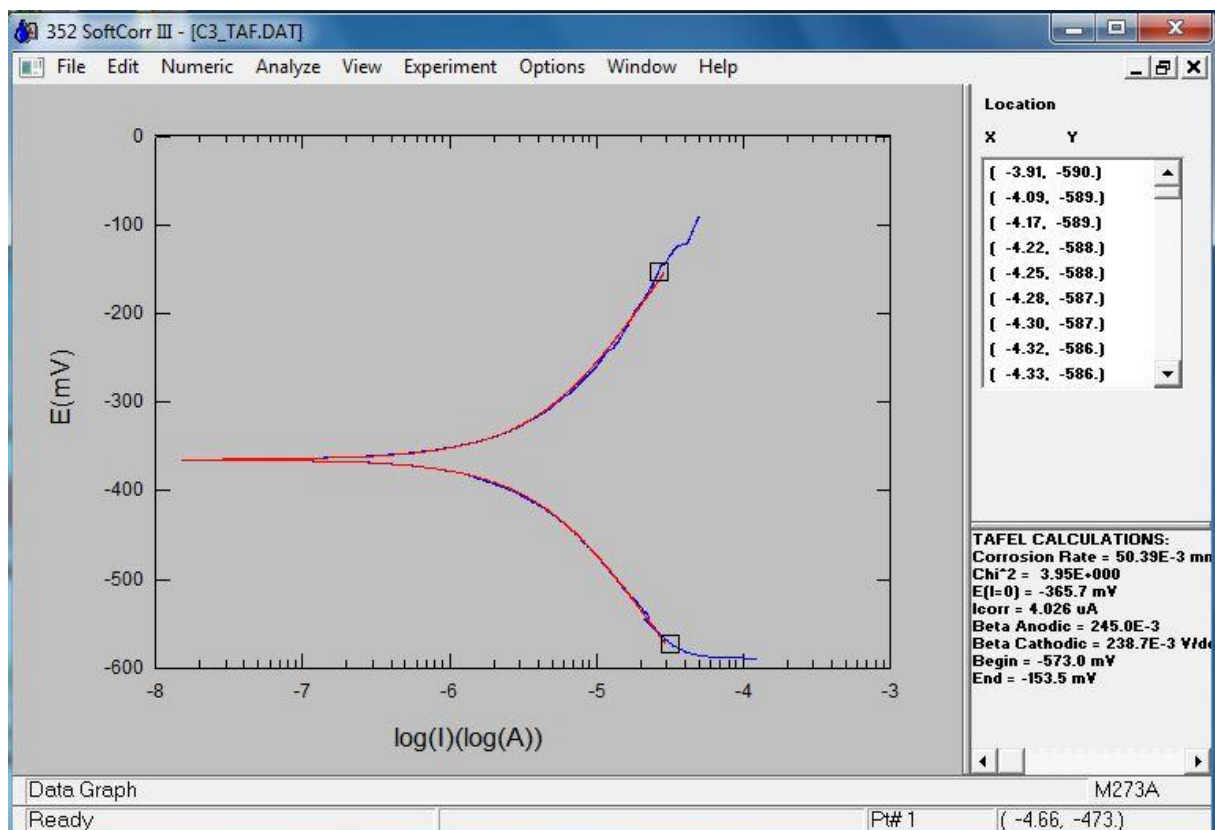 352 SoftCorr III - [C3_TAF.DAT]
File Edit Numeric Analyze View Experiment Options Window Help
Location
X Y
( -3.91, -590.)
( -4.09, -589.)
( -4.17, -589.)
( -4.22, -588.)
( -4.25, -588.)
( -4.28, -587.)
( -4.30, -587.)
( -4.32, -586.)
( -4.33, -586.)
0
-100
-200
-300
-400
-500
-600
E(mV)
-8 -7 -6 -5 -4 -3
log(I)(log(A))
TAFEL CALCULATIONS:
Corrosion Rate = 50.39E-3 mm
Chi^2 = 3.95E+000
E(I=0) = -365.7 mV
Icorr = 4.026 uA
Beta Anodic = 245.0E-3
Beta Cathodic = 238.7E-3 V/de
Begin = -573.0 mV
End = -153.5 mV
Data Graph M273A
Ready Pt# 1 ( -4.66, -473.)